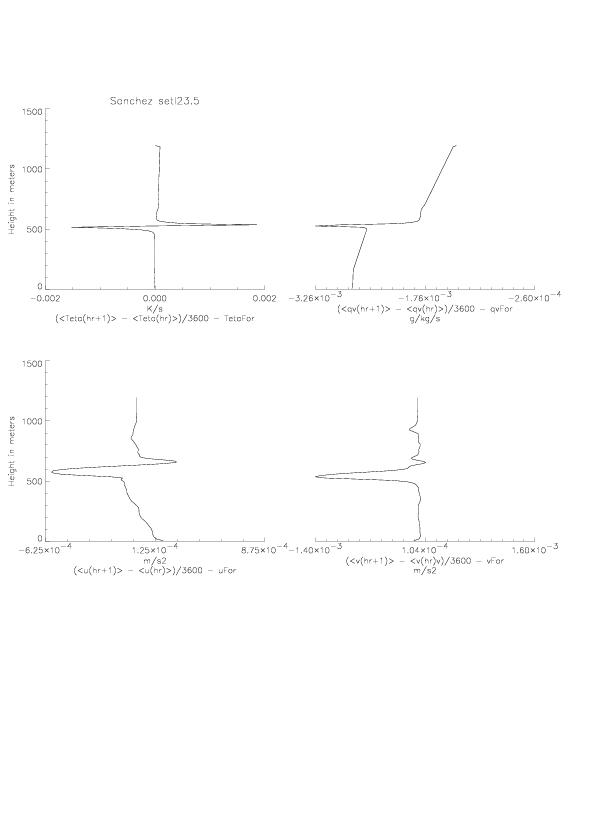 Sanchez set|23.5
1500
1000
500
0
Height in meters
-0.002 0.000 0.002
K/s
(<Teta(hr+1)> - <Teta(hr)>)/3600 - TetaFor
-3.26×10^-3 -1.76×10^-3 -2.60×10^-4
(<qv(hr+1)> - <qv(hr)>)/3600 - qvFor
g/kg/s
1500
1000
500
0
Height in meters
-6.25×10^-4 1.25×10^-4 8.75×10^-4
m/s2
(<u(hr+1)> - <u(hr)>)/3600 - uFor
-1.40×10^-3 1.04×10^-4 1.60×10^-3
(<v(hr+1)> - <v(hr)v)/3600 - vFor
m/s2